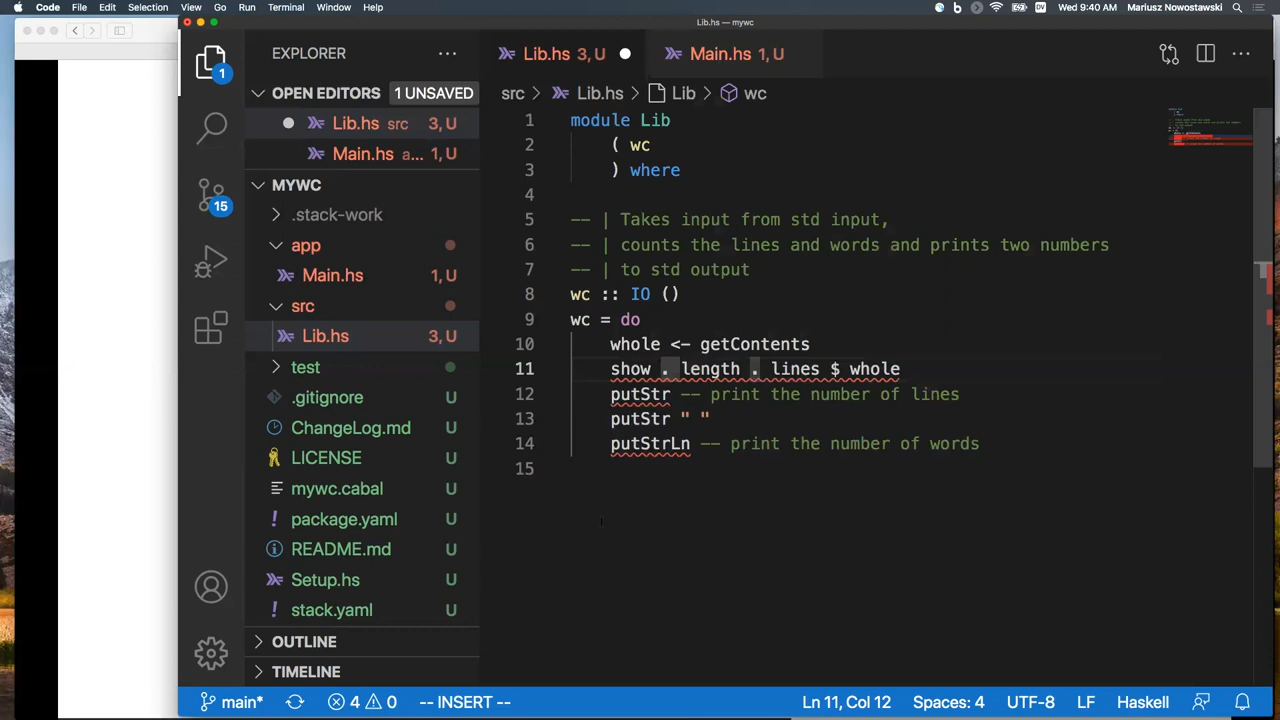 Code File Edit Selection View Go Run Terminal Window Help
DV Wed 9:40 AM Mariusz Nowostawski
Lib.hs — mywc
EXPLORER
Lib.hs 3, U
Main.hs 1, U
OPEN EDITORS 1 UNSAVED
src > Lib.hs > Lib > wc
Lib.hs src 3, U
Main.hs a... 1, U
MYWC
.stack-work
app
Main.hs 1, U
src
Lib.hs 3, U
test
.gitignore U
ChangeLog.md U
LICENSE U
mywc.cabal U
package.yaml U
README.md U
Setup.hs U
stack.yaml U
OUTLINE
TIMELINE
1
15
1 module Lib
2 ( wc
3 ) where
4
5 -- | Takes input from std input,
6 -- | counts the lines and words and prints two numbers
7 -- | to std output
8 wc :: IO ()
9 wc = do
10 whole <- getContents
11 show . length . lines $ whole
12 putStr -- print the number of lines
13 putStr " "
14 putStrLn -- print the number of words
15
main* 4 0 -- INSERT -- Ln 11, Col 12 Spaces: 4 UTF-8 LF Haskell